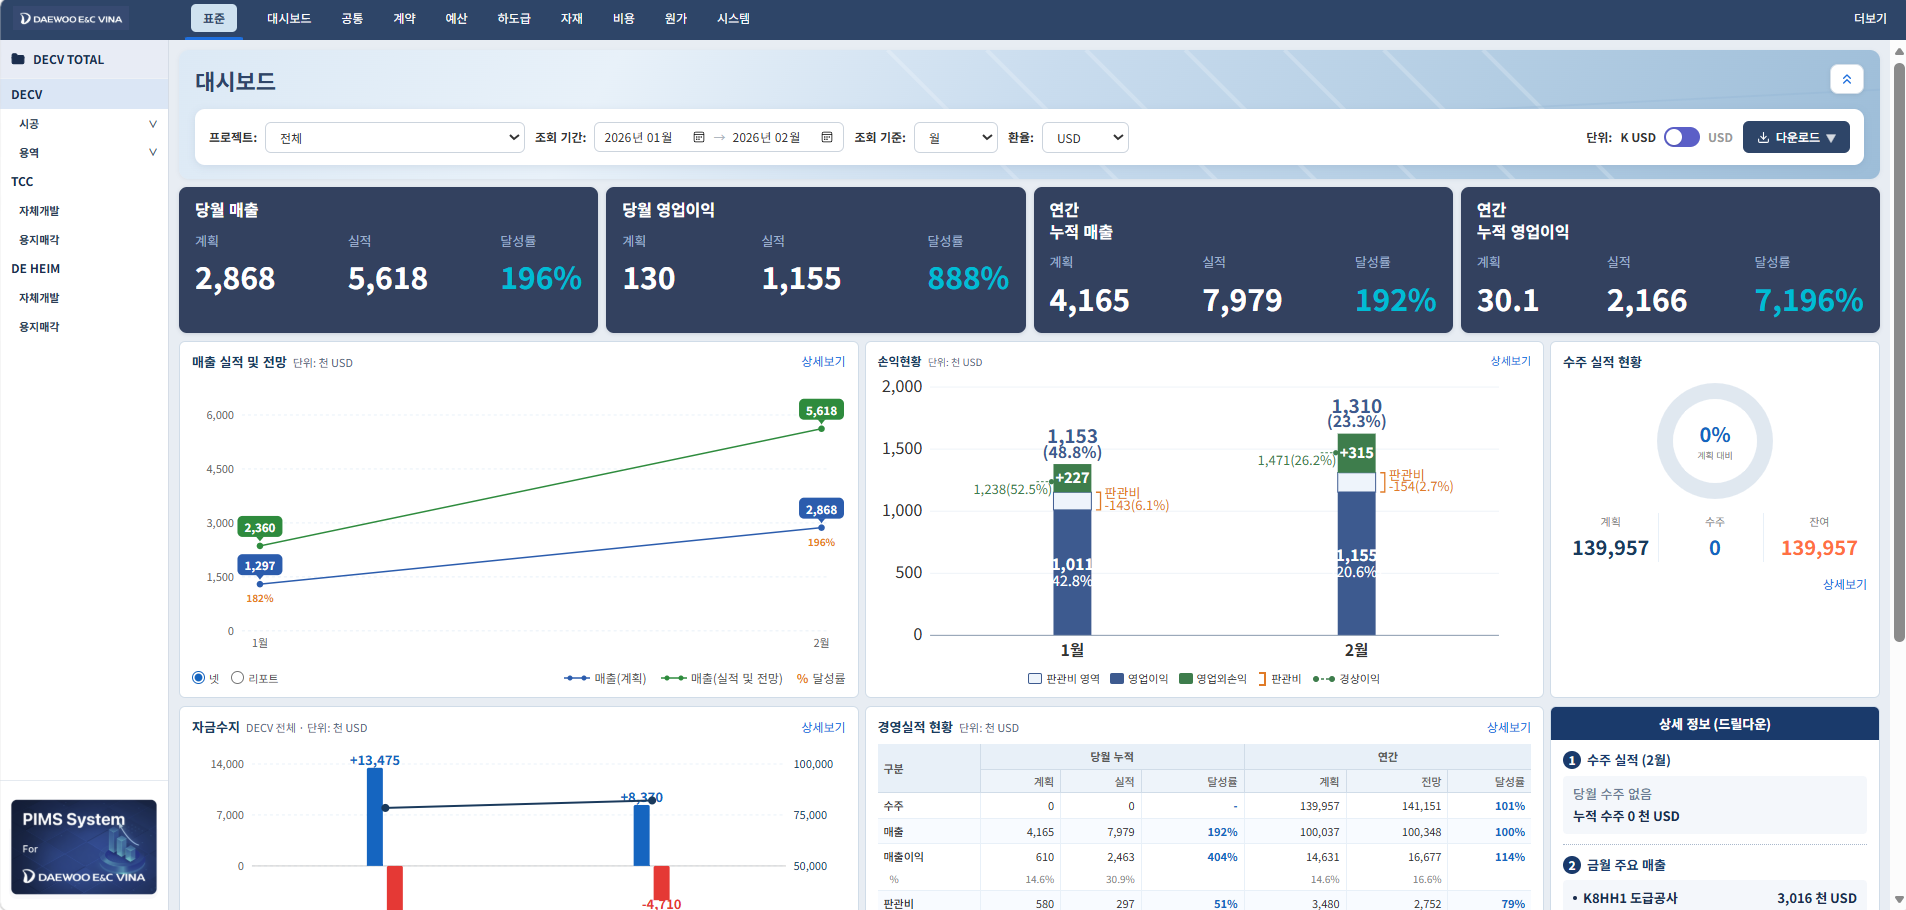 DAEWOO E&C VINA
표준 대시보드 공통 계약 예산 하도급 자재 비용 원가 시스템 더보기
DECV TOTAL
DECV
시공
용역
TCC
자체개발
용지매각
DE HEIM
자체개발
용지매각
PIMS System
For
DAEWOO E&C VINA
대시보드
프로젝트: 전체 조회 기간: 2026년 01월 → 2026년 02월 조회 기준: 월 환율: USD 단위: K USD USD 다운로드 ▼
당월 매출
계획 실적 달성률
2,868 5,618 196%
당월 영업이익
계획 실적 달성률
130 1,155 888%
연간
누적 매출
계획 실적 달성률
4,165 7,979 192%
연간
누적 영업이익
계획 실적 달성률
30.1 2,166 7,196%
매출 실적 및 전망 단위: 천 USD 상세보기
6,000
4,500
3,000
1,500
0
5,618
2,360
2,868
196%
1,297
182%
1월 2월
넷 리포트 매출(계획) 매출(실적 및 전망) % 달성률
손익현황 단위: 천 USD 상세보기
2,000
1,500
1,000
500
0
1,153
(48.8%)
+227
1,238(52.5%)
판관비
-143(6.1%)
1,011
42.8%
1,310
(23.3%)
+315
1,471(26.2%)
판관비
-154(2.7%)
1,155
20.6%
1월 2월
판관비 영역 영업이익 영업외손익 판관비 경상이익
수주 실적 현황
0%
계획 대비
계획 수주 잔여
139,957 0 139,957
상세보기
자금수지 DECV 전체 · 단위: 천 USD 상세보기
14,000
7,000
0
100,000
75,000
50,000
+13,475
+8,370
-4,710
경영실적 현황 단위: 천 USD 상세보기
구분 당월 누적 연간
계획 실적 달성률 계획 전망 달성률
수주 0 0 - 139,957 141,151 101%
매출 4,165 7,979 192% 100,037 100,348 100%
매출이익 610 2,463 404% 14,631 16,677 114%
% 14.6% 30.9% 14.6% 16.6%
판관비 580 297 51% 3,480 2,752 79%
상세 정보 (드릴다운)
1 수주 실적 (2월)
당월 수주 없음
누적 수주 0 천 USD
2 금월 주요 매출
• K8HH1 도급공사 3,016 천 USD